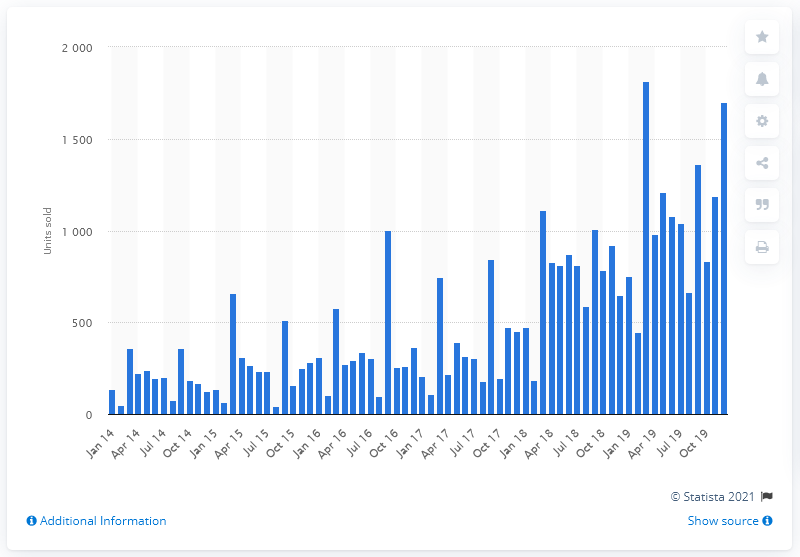 2 000
1 500
1 000
500
0
Units sold
Jan 14
Apr 14
Jul 14
Oct 14
Jan 15
Apr 15
Jul 15
Oct 15
Jan 16
Apr 16
Jul 16
Oct 16
Jan 17
Apr 17
Jul 17
Oct 17
Jan 18
Apr 18
Jul 18
Oct 18
Jan 19
Apr 19
Jul 19
Oct 19
© Statista 2021
Additional Information
Show source